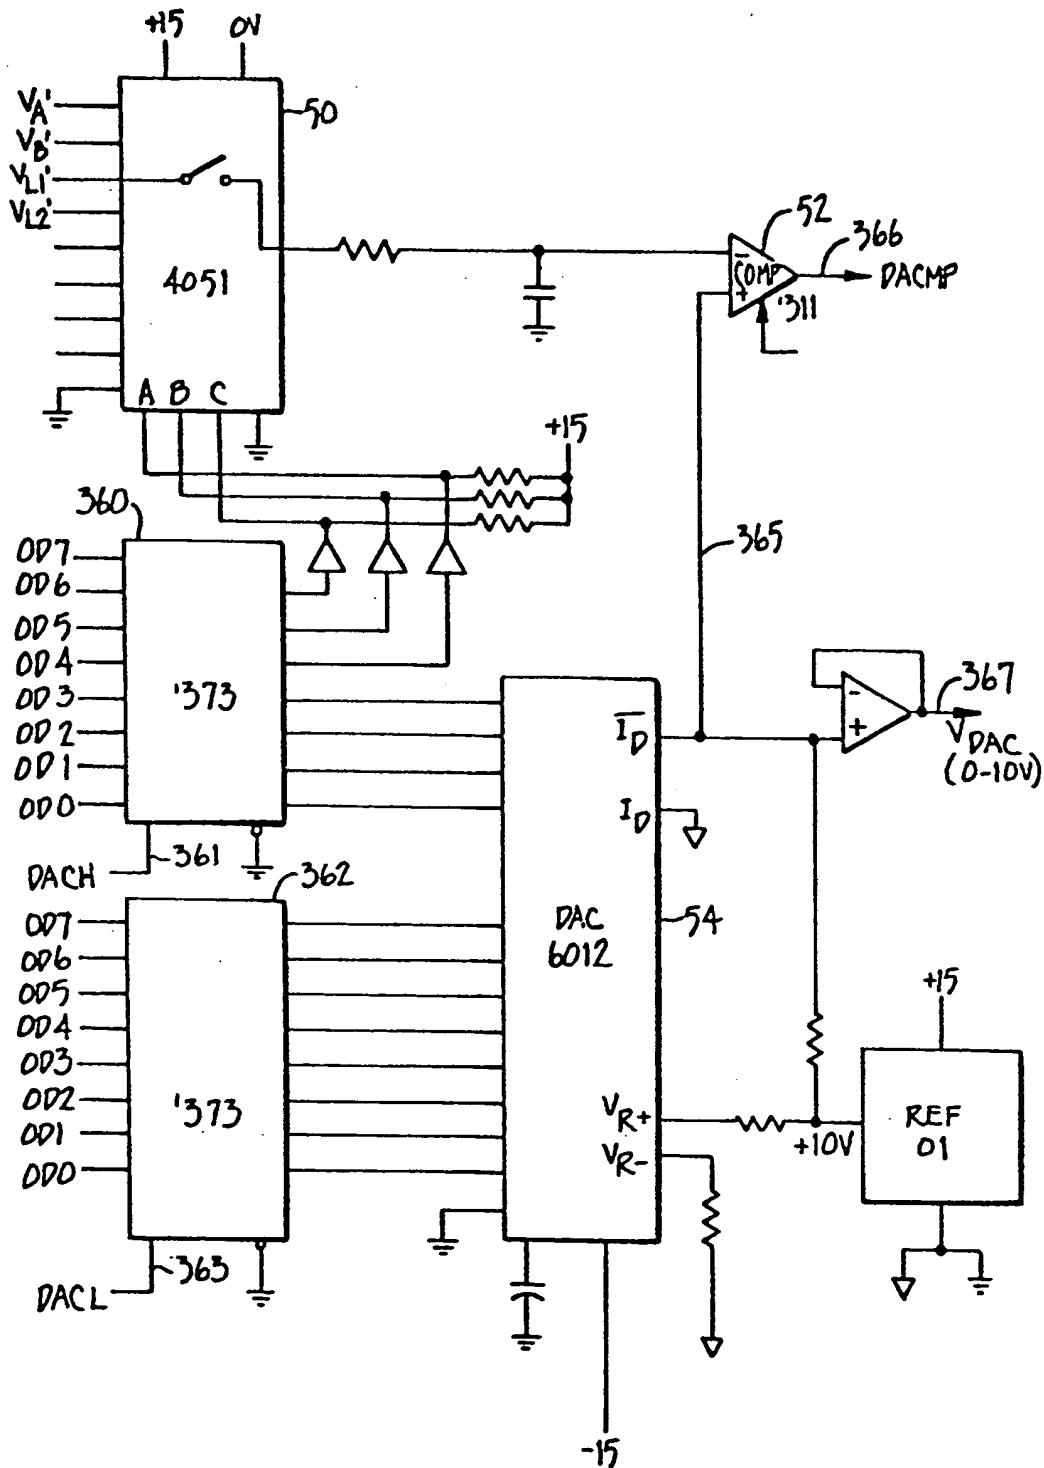 +15 0V
VA'
50
VB'
VL1'
VL2'
4051
A B C
52
366
- COMP +
DACMP
'311
+15
360
OD7
OD6
OD5
OD4
OD3
OD2
OD1
OD0
'373
365
DACH
361
362
ID
ID
- +
367
VDAC
(0-10V)
OD7
OD6
OD5
OD4
OD3
OD2
OD1
OD0
'373
DAC
6012
54
VR+
VR-
+10V
+15
REF
01
DACL
363
-15